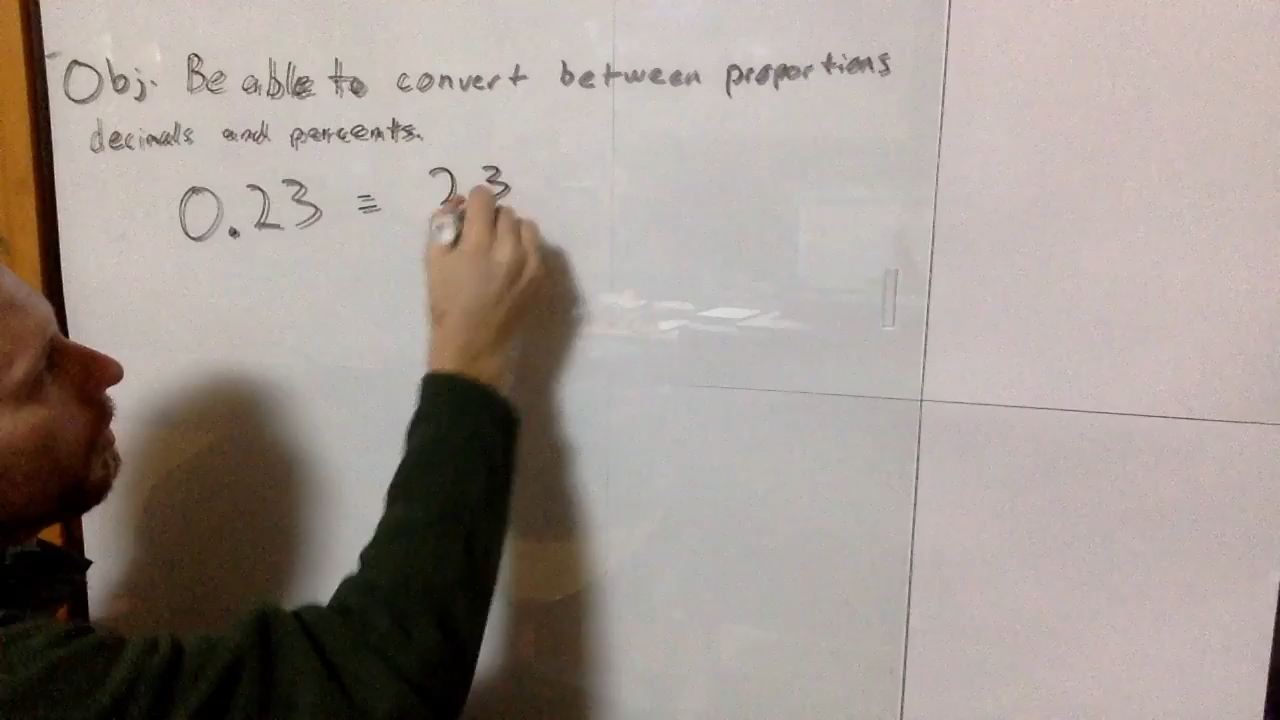 Obj. Be able to convert between proportions
decimals and percents.
0.23 = 23